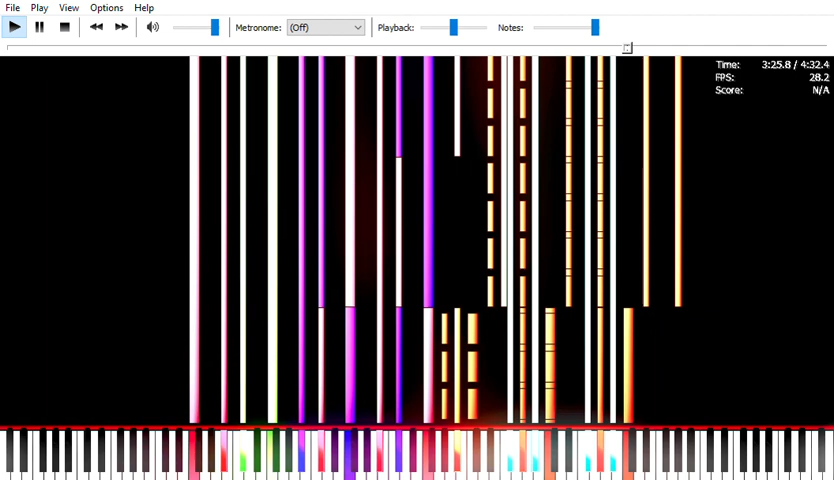 File Play View Options Help
Metronome: (Off) Playback: Notes:
Time: 3:25.8 / 4:32.4
FPS: 28.2
Score: N/A